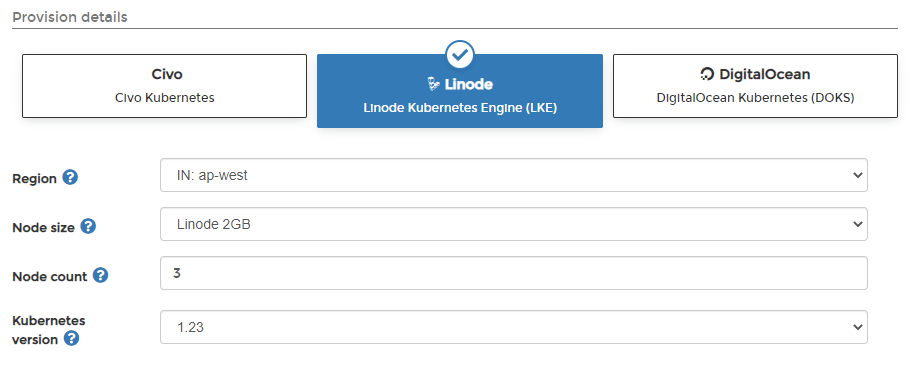 Provision details
Civo
Civo Kubernetes
Linode
Linode Kubernetes Engine (LKE)
DigitalOcean
DigitalOcean Kubernetes (DOKS)
Region ?
IN: ap-west
Node size ?
Linode 2GB
Node count ?
3
Kubernetes
version ?
1.23